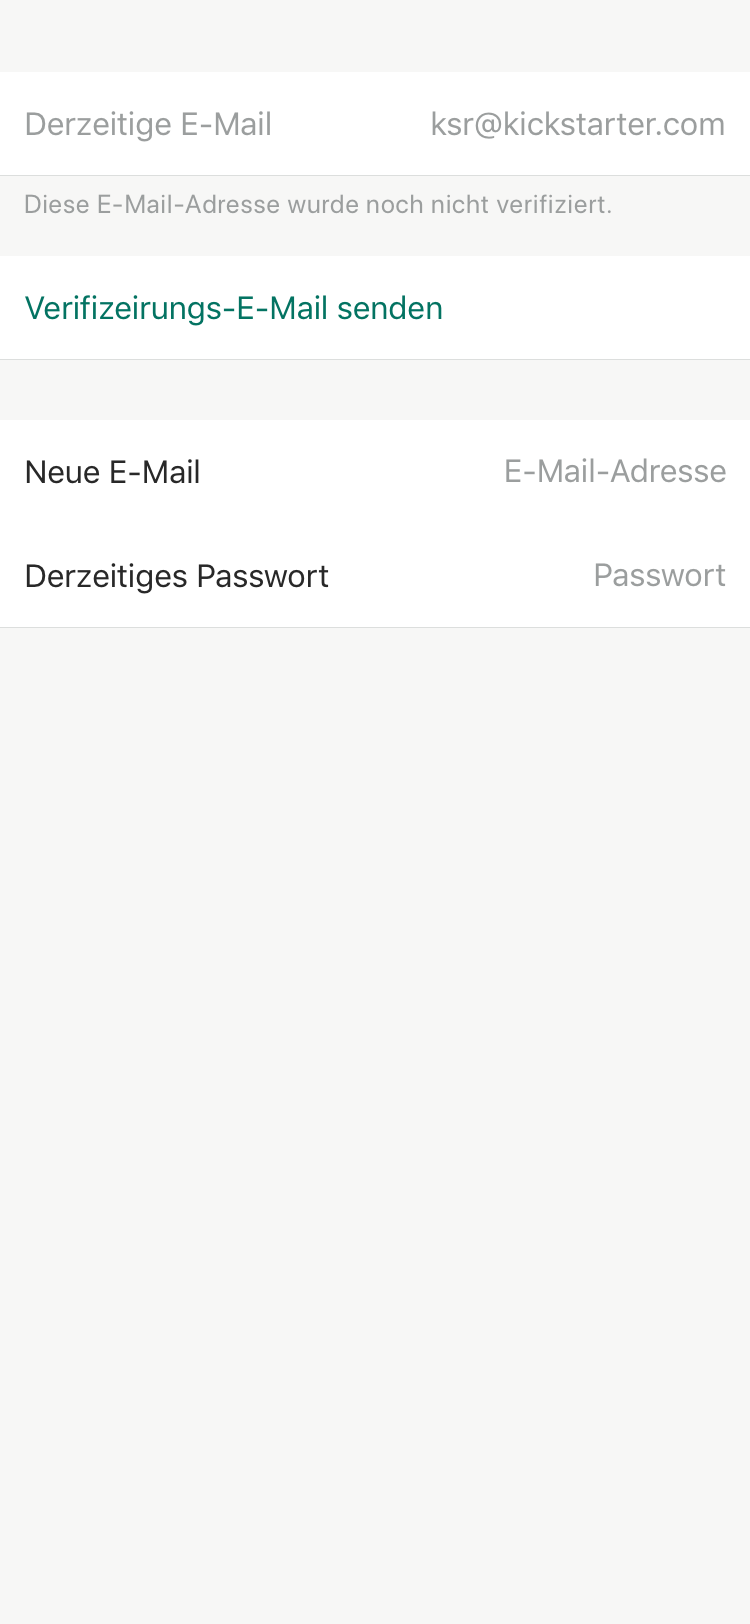 Derzeitige E-Mail ksr@kickstarter.com
Diese E-Mail-Adresse wurde noch nicht verifiziert.
Verifizeirungs-E-Mail senden
Neue E-Mail E-Mail-Adresse
Derzeitiges Passwort Passwort